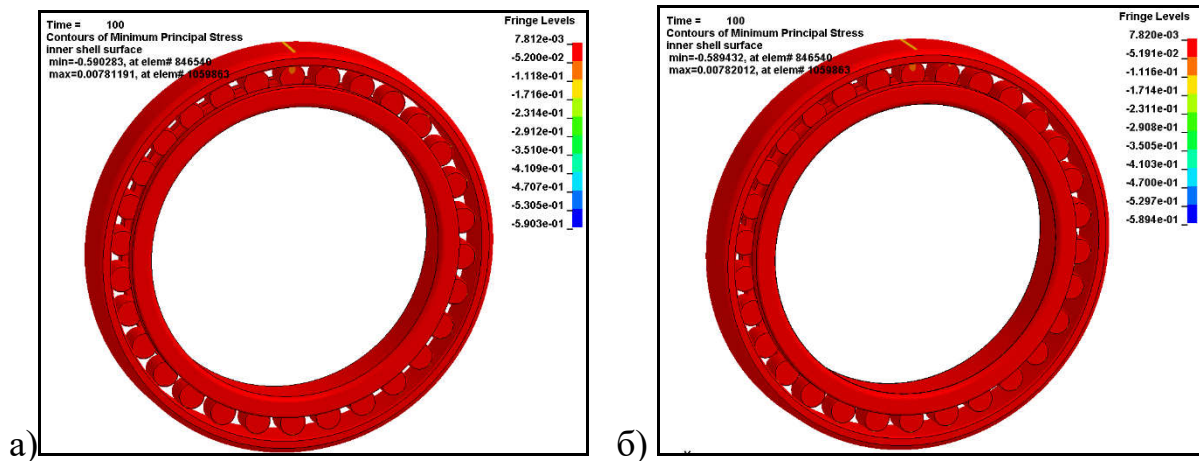 Time = 100
Contours of Minimum Principal Stress
inner shell surface
min=-0.590283, at elem# 846540
max=0.00781191, at elem# 1059863
Fringe Levels
7.812e-03
-5.200e-02
-1.118e-01
-1.716e-01
-2.314e-01
-2.912e-01
-3.510e-01
-4.109e-01
-4.707e-01
-5.305e-01
-5.903e-01
а)
Time = 100
Contours of Minimum Principal Stress
inner shell surface
min=-0.589432, at elem# 846540
max=0.00782012, at elem# 1059863
Fringe Levels
7.820e-03
-5.191e-02
-1.116e-01
-1.714e-01
-2.311e-01
-2.908e-01
-3.505e-01
-4.103e-01
-4.700e-01
-5.297e-01
-5.894e-01
б)